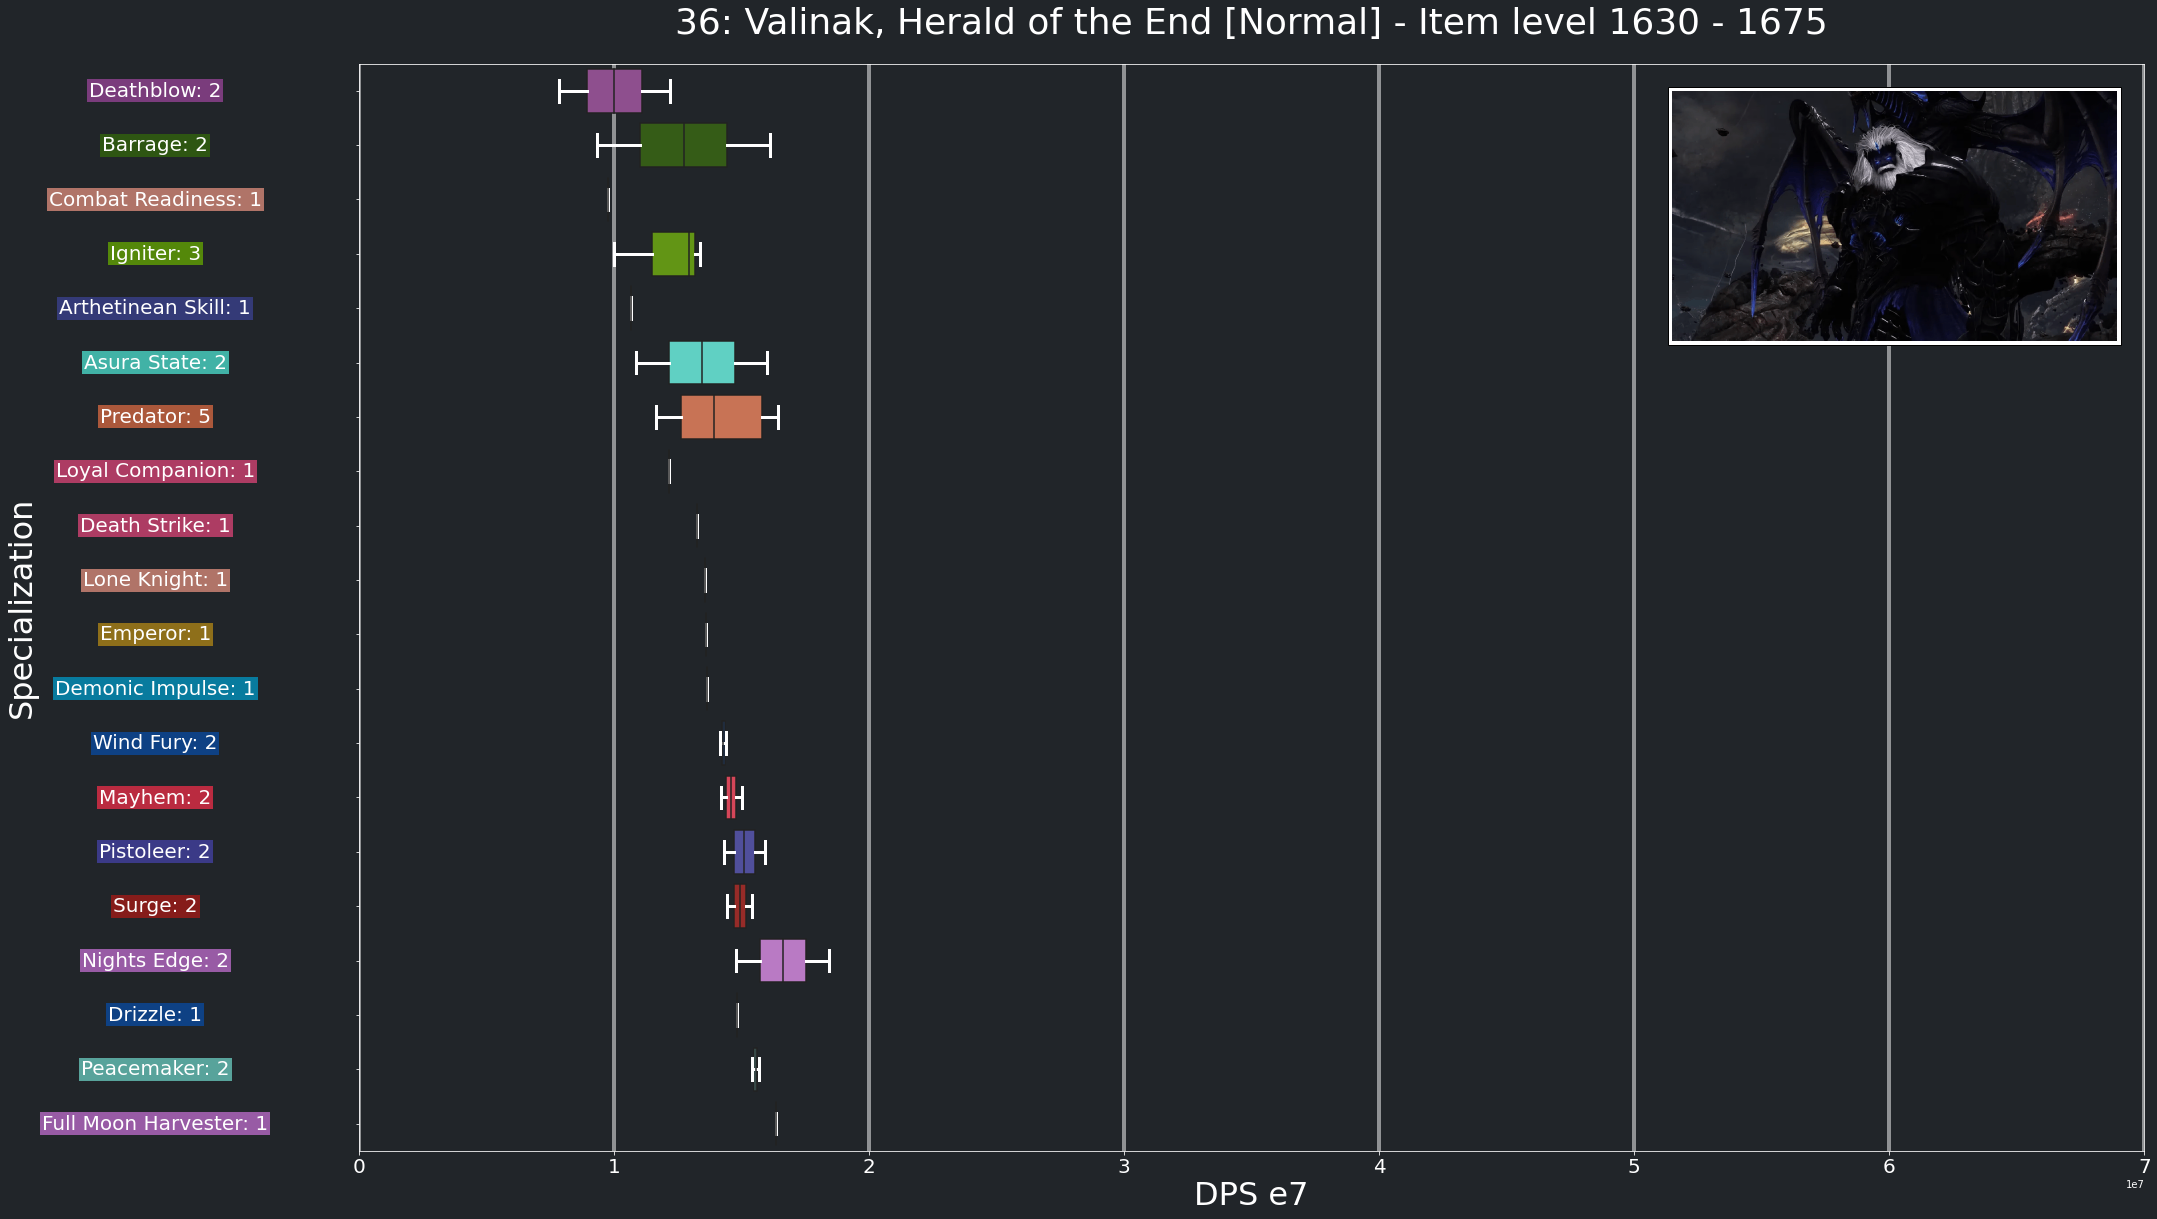 36: Valinak, Herald of the End [Normal] - Item level 1630 - 1675
Deathblow: 2
Barrage: 2
Combat Readiness: 1
Igniter: 3
Arthetinean Skill: 1
Asura State: 2
Predator: 5
Loyal Companion: 1
Death Strike: 1
Lone Knight: 1
Emperor: 1
Demonic Impulse: 1
Wind Fury: 2
Mayhem: 2
Pistoleer: 2
Surge: 2
Nights Edge: 2
Drizzle: 1
Peacemaker: 2
Full Moon Harvester: 1
Specialization
0 1 2 3 4 5 6 7
1e7
DPS e7